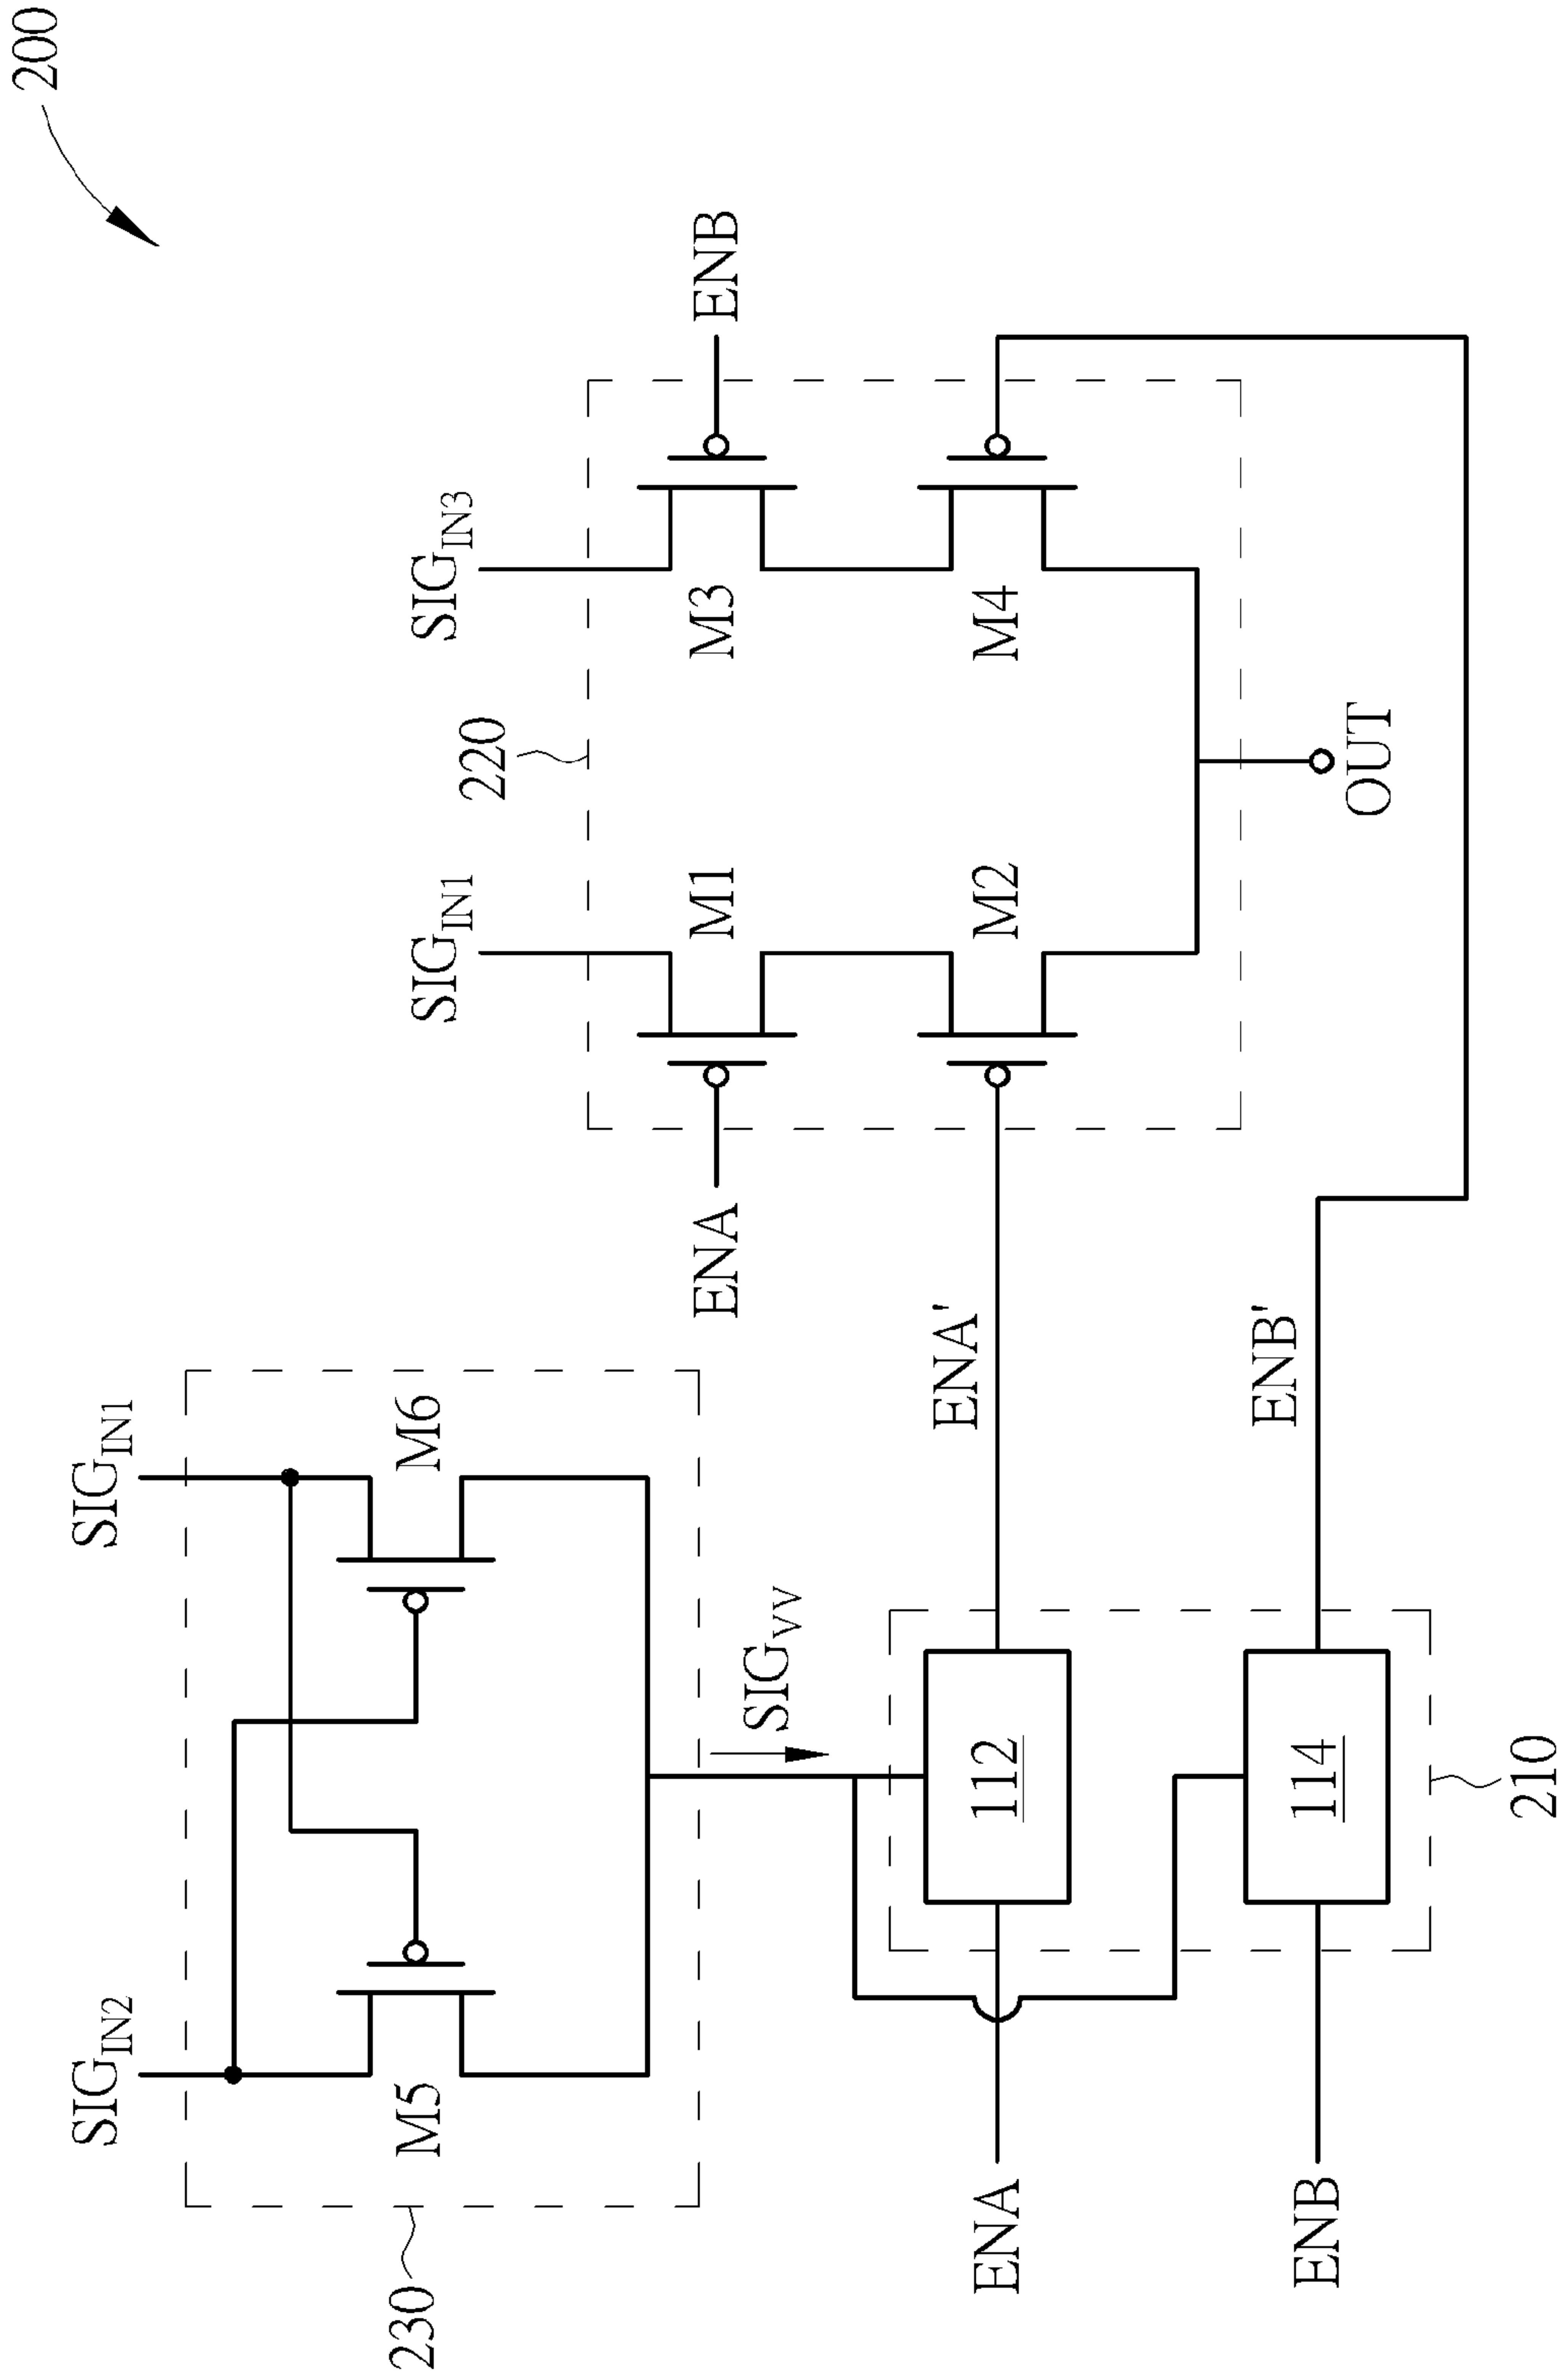 200
SIG_IN2
SIG_IN1
M5
M6
230
SIG_VV
SIG_IN1
SIG_IN3
220
ENA
M1
M3
ENB
ENA
112
ENA'
M2
M4
ENB
114
ENB'
OUT
210